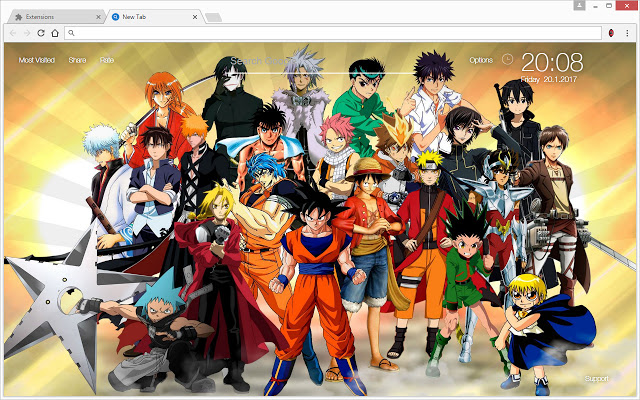 Extensions
New Tab
Most Visited
Share
Rate
Options
20:08
Friday 20.1.2017
Support